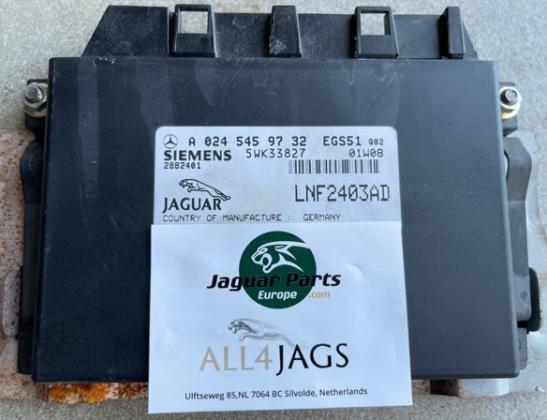 A 024 545 97 32 EGS51 Q02
SIEMENS 5WK33827 01W08
2882401
JAGUAR LNF2403AD
COUNTRY OF MANUFACTURE : GERMANY
Jaguar Parts
Europe.com
ALL4JAGS
Ulftseweg 85,NL 7064 BC Silvolde, Netherlands